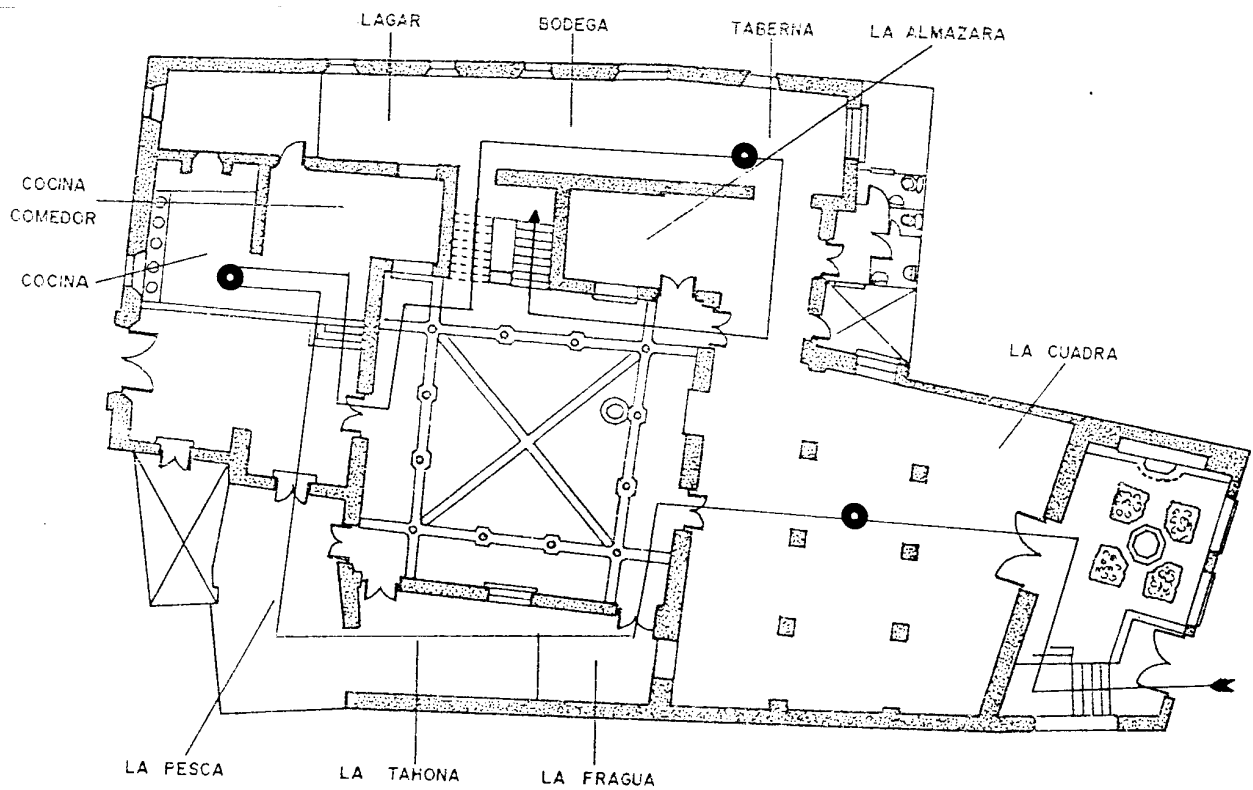 LAGAR
BODEGA
TABERNA
LA ALMAZARA
COCINA
COMEDOR
COCINA
LA CUADRA
LA PESCA
LA TAHONA
LA FRAGUA